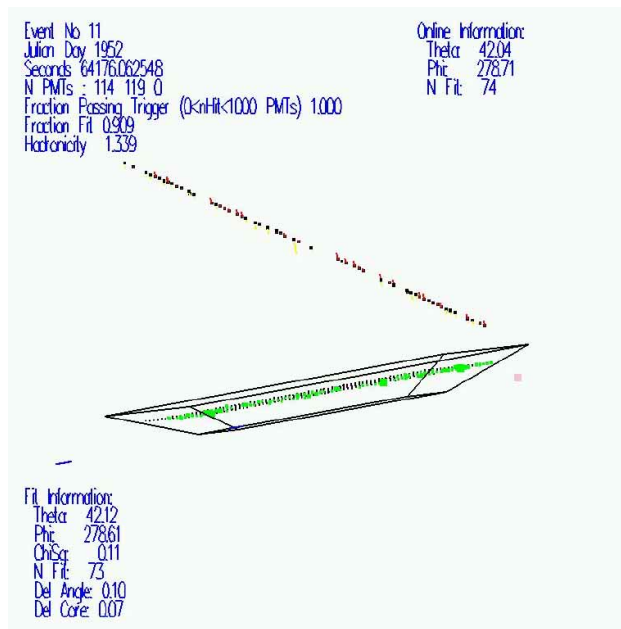 Event No 11
Julian Day 1952
Seconds 64176.062548
N PMTs : 114 119 0
Fraction Passing Trigger (0<nHit<1000 PMTs) 1.000
Fraction Fit 0.909
Hadronicity 1.339
Online Information:
Theta: 42.04
Phi: 278.71
N Fit: 74
Fit Information:
Theta: 42.12
Phi: 278.61
ChiSq: 0.11
N Fit: 73
Del Angle: 0.10
Del Core: 0.07